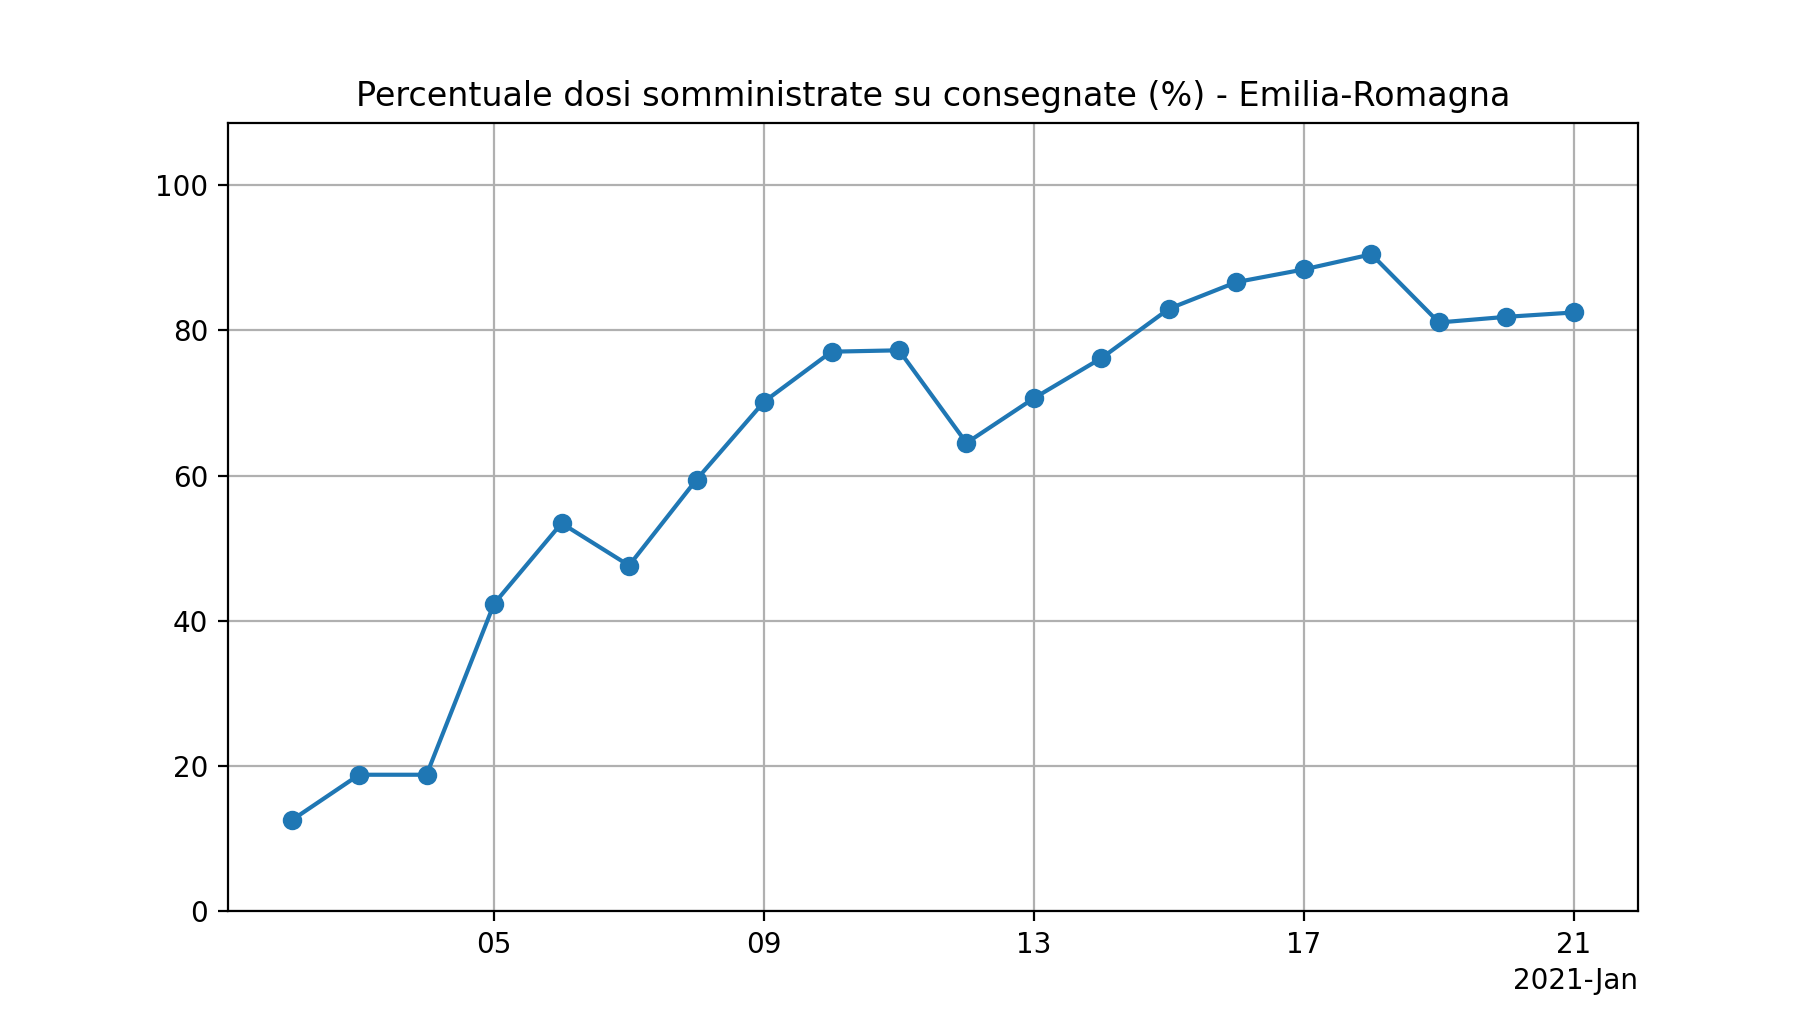 Percentuale dosi somministrate su consegnate (%) - Emilia-Romagna
100
80
60
40
20
0
05 09 13 17 21
2021-Jan